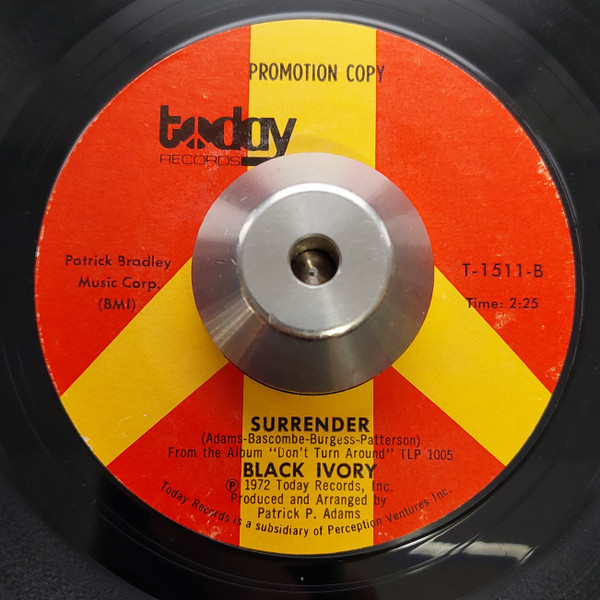 PROMOTION COPY
today
RECORDS
Patrick Bradley
Music Corp.
(BMI)
T-1511-B
Time: 2:25
SURRENDER
(Adams-Bascombe-Burgess-Patterson)
From the Album "Don't Turn Around" TLP 1005
BLACK IVORY
Ⓟ 1972 Today Records, Inc.
Produced and Arranged by
Patrick P. Adams
Today Records is a subsidiary of Perception Ventures Inc.